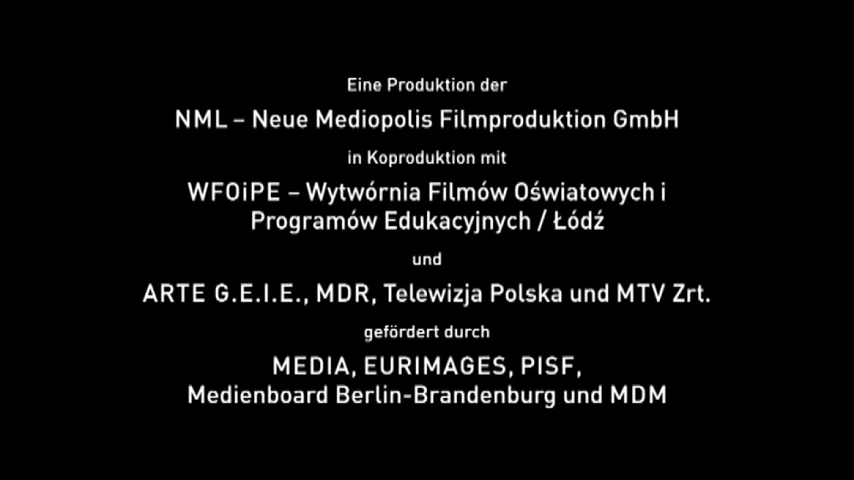 Eine Produktion der
NML – Neue Mediopolis Filmproduktion GmbH
in Koproduktion mit
WFOiPE – Wytwórnia Filmów Oświatowych i
Programów Edukacyjnych / Łódź
und
ARTE G.E.I.E., MDR, Telewizja Polska und MTV Zrt.
gefördert durch
MEDIA, EURIMAGES, PISF,
Medienboard Berlin-Brandenburg und MDM